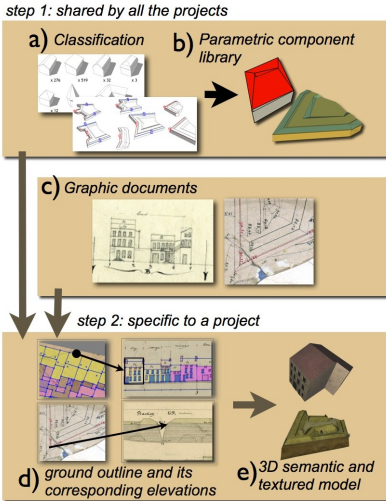 step 1: shared by all the projects
a) Classification
b) Parametric component
library
x 276
x 319
x 32
x 3
x 12
c) Graphic documents
step 2: specific to a project
d) ground outline and its
corresponding elevations
e) 3D semantic and
textured model